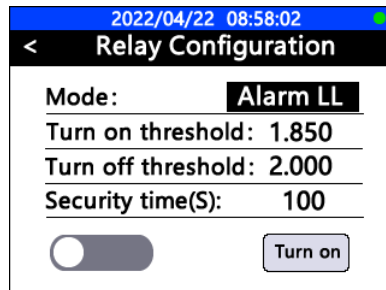 2022/04/22 08:58:02
< Relay Configuration
Mode: Alarm LL
Turn on threshold: 1.850
Turn off threshold: 2.000
Security time(S): 100
Turn on